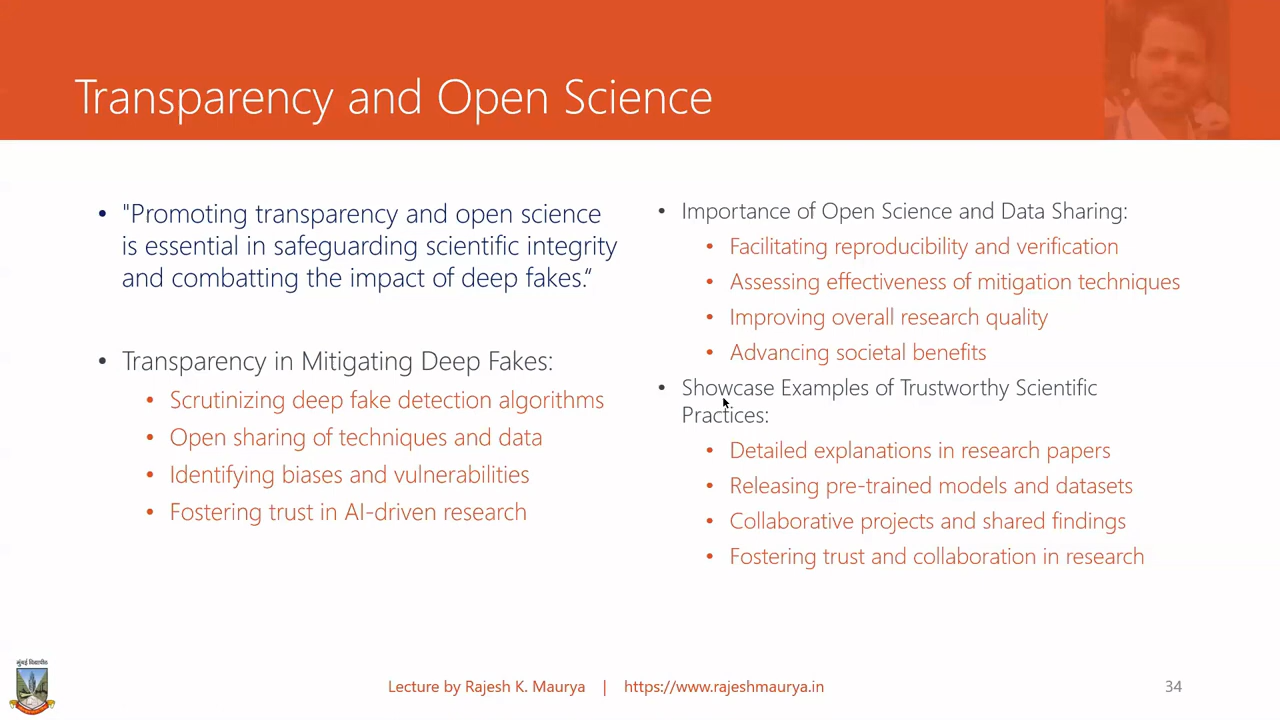 Transparency and Open Science
• "Promoting transparency and open science
is essential in safeguarding scientific integrity
and combatting the impact of deep fakes.“
• Transparency in Mitigating Deep Fakes:
• Scrutinizing deep fake detection algorithms
• Open sharing of techniques and data
• Identifying biases and vulnerabilities
• Fostering trust in AI-driven research
• Importance of Open Science and Data Sharing:
• Facilitating reproducibility and verification
• Assessing effectiveness of mitigation techniques
• Improving overall research quality
• Advancing societal benefits
• Showcase Examples of Trustworthy Scientific
Practices:
• Detailed explanations in research papers
• Releasing pre-trained models and datasets
• Collaborative projects and shared findings
• Fostering trust and collaboration in research
मुंबई विद्यापीठ
Lecture by Rajesh K. Maurya | https://www.rajeshmaurya.in
34